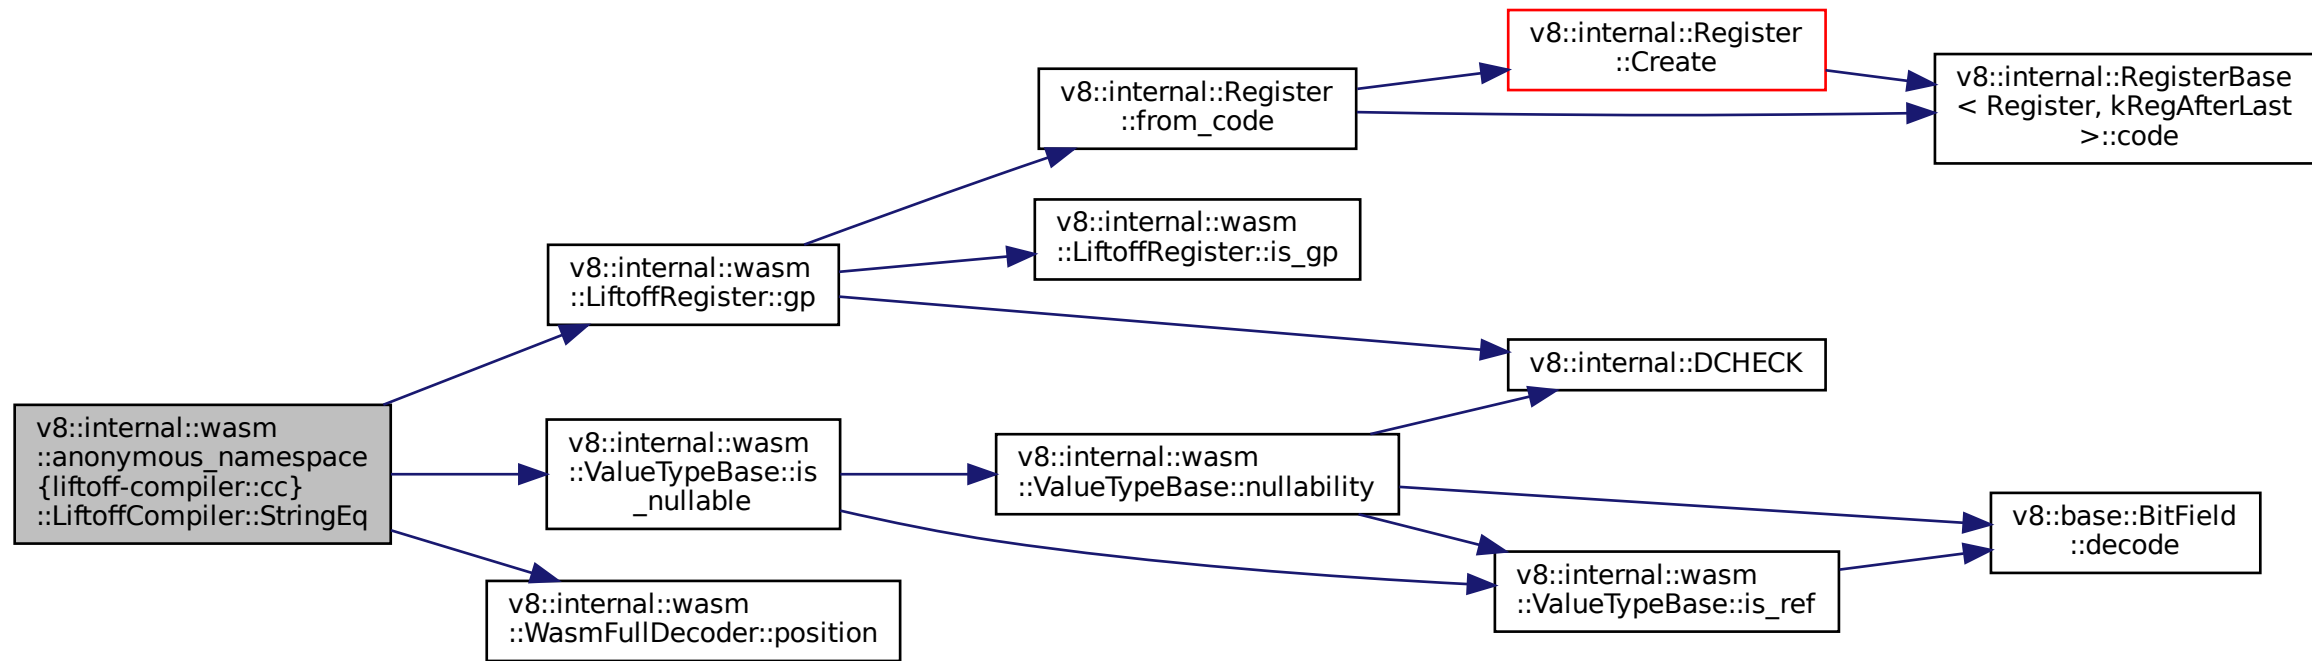 v8::internal::wasm
::anonymous_namespace
{liftoff-compiler::cc}
::LiftoffCompiler::StringEq
v8::internal::wasm
::LiftoffRegister::gp
v8::internal::Register
::from_code
v8::internal::Register
::Create
v8::internal::RegisterBase
< Register, kRegAfterLast
>::code
v8::internal::wasm
::LiftoffRegister::is_gp
v8::internal::DCHECK
v8::internal::wasm
::ValueTypeBase::is
_nullable
v8::internal::wasm
::ValueTypeBase::nullability
v8::base::BitField
::decode
v8::internal::wasm
::ValueTypeBase::is_ref
v8::internal::wasm
::WasmFullDecoder::position